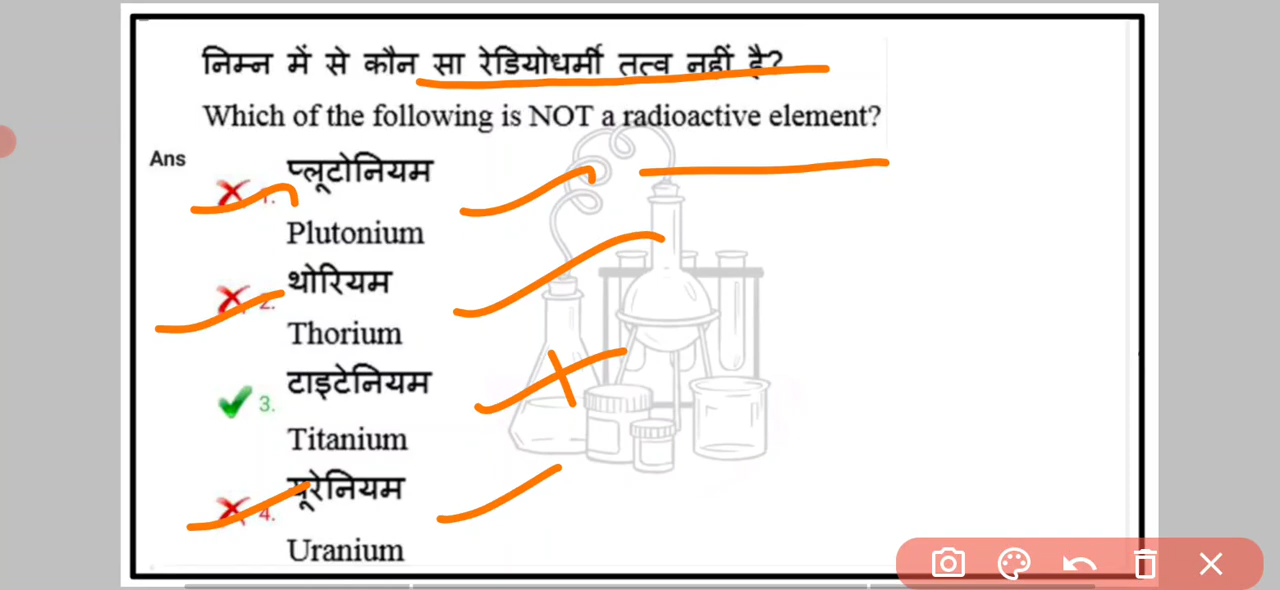 निम्न में से कौन सा रेडियोधर्मी तत्व नहीं है?
Which of the following is NOT a radioactive element?
Ans
1. प्लूटोनियम
Plutonium
2. थोरियम
Thorium
3. टाइटेनियम
Titanium
4. यूरेनियम
Uranium